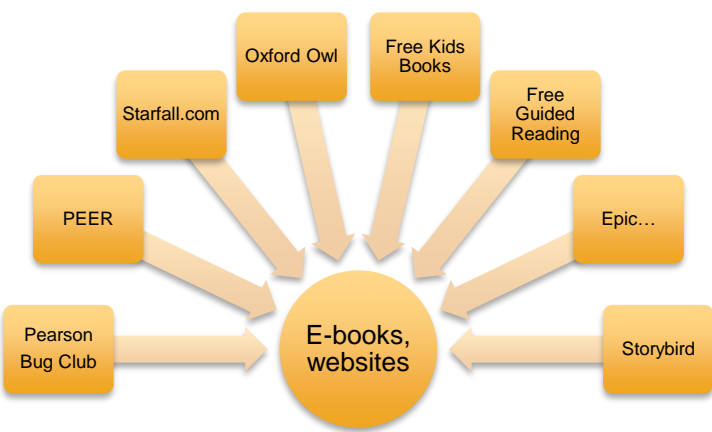 Oxford Owl
Free Kids
Books
Starfall.com
Free
Guided
Reading
PEER
Epic…
Pearson
Bug Club
E-books,
websites
Storybird